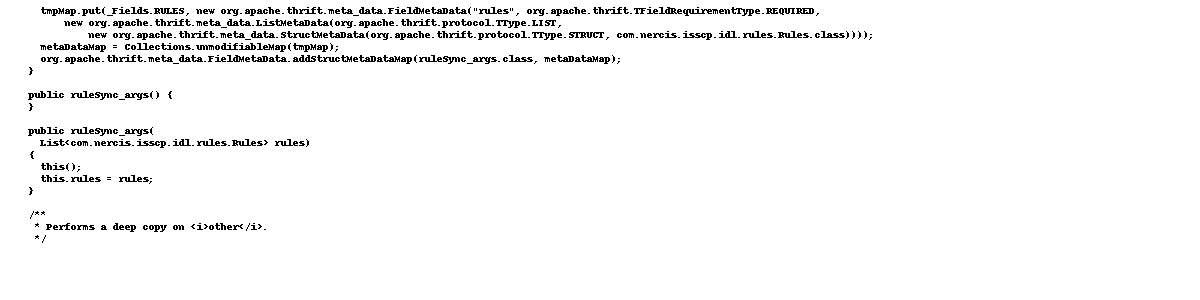 tmpMap.put(_Fields.RULES, new org.apache.thrift.meta_data.FieldMetaData("rules", org.apache.thrift.TFieldRequirementType.REQUIRED,
new org.apache.thrift.meta_data.ListMetaData(org.apache.thrift.protocol.TType.LIST,
new org.apache.thrift.meta_data.StructMetaData(org.apache.thrift.protocol.TType.STRUCT, com.nercis.isscp.idl.rules.Rules.class))));
metaDataMap = Collections.unmodifiableMap(tmpMap);
org.apache.thrift.meta_data.FieldMetaData.addStructMetaDataMap(ruleSync_args.class, metaDataMap);
}
public ruleSync_args() {
}
public ruleSync_args(
List<com.nercis.isscp.idl.rules.Rules> rules)
{
this();
this.rules = rules;
}
/**
* Performs a deep copy on <i>other</i>.
*/